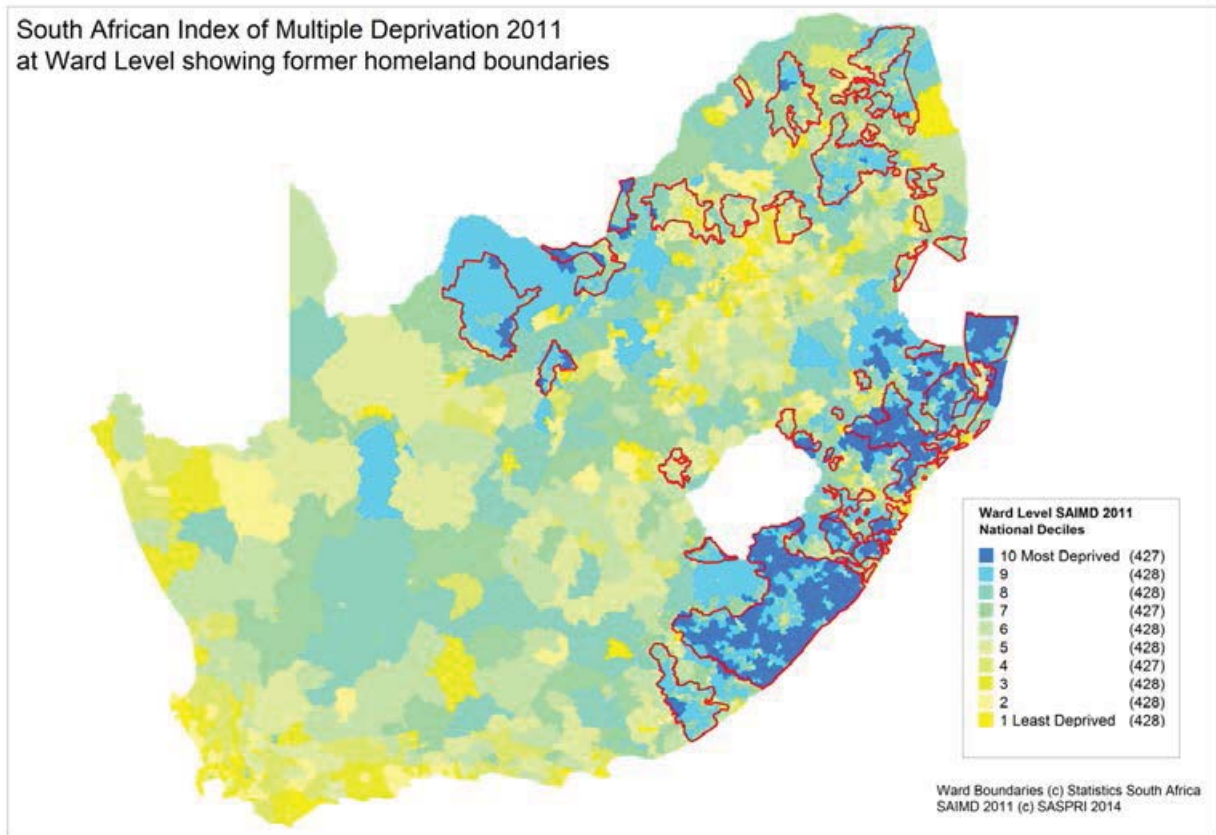 South African Index of Multiple Deprivation 2011
at Ward Level showing former homeland boundaries
Ward Level SAIMD 2011
National Deciles
10 Most Deprived (427)
9 (428)
8 (428)
7 (427)
6 (428)
5 (428)
4 (427)
3 (428)
2 (428)
1 Least Deprived (428)
Ward Boundaries (c) Statistics South Africa
SAIMD 2011 (c) SASPRI 2014